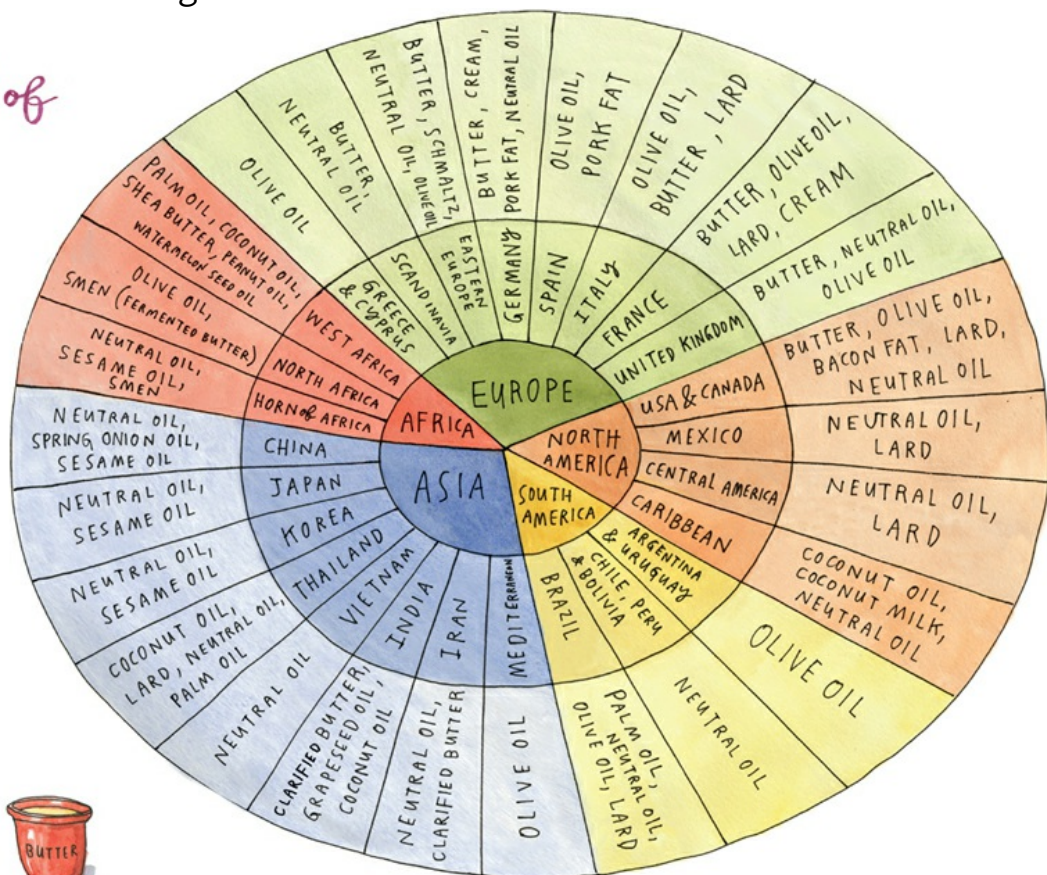 of
EUROPE
GREECE
& CYPRUS
OLIVE OIL
SCANDINAVIA
BUTTER,
NEUTRAL OIL
EASTERN
EUROPE
BUTTER, SCHMALTZ,
NEUTRAL OIL, OLIVE OIL
GERMANY
BUTTER, CREAM,
PORK FAT, NEUTRAL OIL
SPAIN
OLIVE OIL,
PORK FAT
ITALY
OLIVE OIL,
BUTTER, LARD
FRANCE
BUTTER, OLIVE OIL,
LARD, CREAM
UNITED KINGDOM
BUTTER, NEUTRAL OIL,
OLIVE OIL
NORTH
AMERICA
USA & CANADA
BUTTER, OLIVE OIL,
BACON FAT, LARD,
NEUTRAL OIL
MEXICO
NEUTRAL OIL,
LARD
CENTRAL AMERICA
NEUTRAL OIL,
LARD
CARIBBEAN
COCONUT OIL,
COCONUT MILK,
NEUTRAL OIL
SOUTH
AMERICA
ARGENTINA
& URUGUAY
OLIVE OIL
CHILE, PERU
& BOLIVIA
NEUTRAL OIL
BRAZIL
PALM OIL,
NEUTRAL OIL,
OLIVE OIL, LARD
ASIA
MEDITERRANEAN
OLIVE OIL
IRAN
NEUTRAL OIL,
CLARIFIED BUTTER
INDIA
CLARIFIED BUTTER,
GRAPESEED OIL,
COCONUT OIL
VIETNAM
NEUTRAL OIL
THAILAND
COCONUT OIL,
LARD, NEUTRAL OIL,
PALM OIL
KOREA
NEUTRAL OIL,
SESAME OIL
JAPAN
NEUTRAL OIL,
SESAME OIL
CHINA
NEUTRAL OIL,
SPRING ONION OIL,
SESAME OIL
AFRICA
HORN of AFRICA
NEUTRAL OIL,
SESAME OIL,
SMEN
NORTH AFRICA
OLIVE OIL,
SMEN (FERMENTED BUTTER)
WEST AFRICA
PALM OIL, COCONUT OIL,
SHEA BUTTER, PEANUT OIL,
WATERMELON SEED OIL
BUTTER